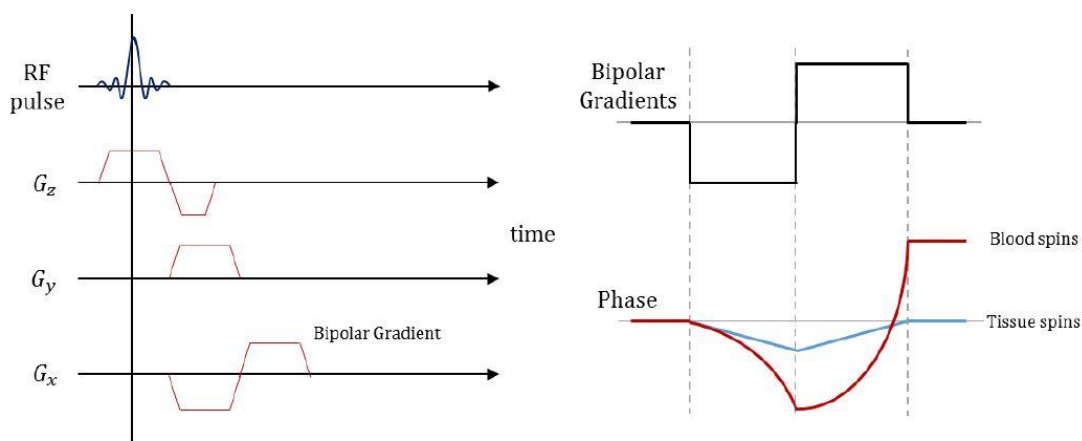 RF
pulse
G_z
G_y
Bipolar Gradient
G_x
time
Bipolar
Gradients
Blood spins
Phase
Tissue spins